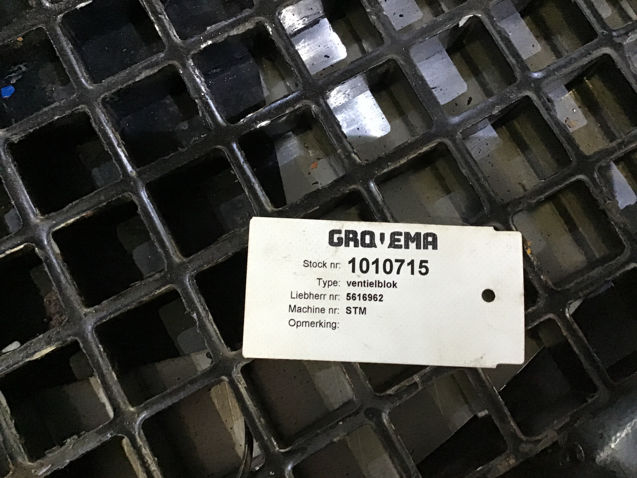 GROVEMA
Stock nr: 1010715
Type: ventielblok
Liebherr nr: 5616962
Machine nr: STM
Opmerking: